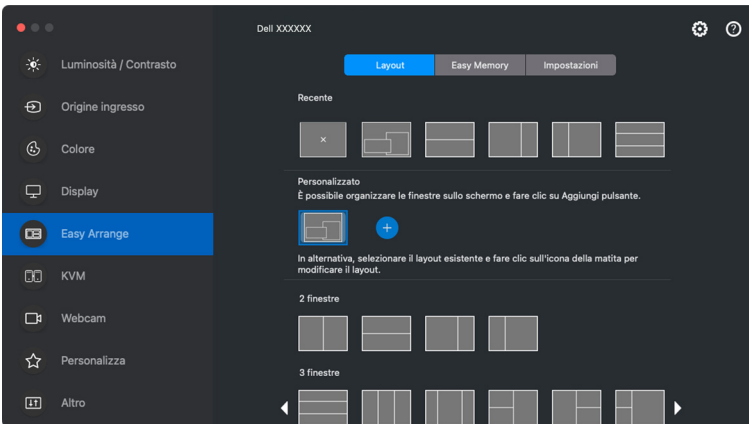 Dell XXXXXX
Luminosità / Contrasto
Origine ingresso
Colore
Display
Easy Arrange
KVM
Webcam
Personalizza
Altro
Layout
Easy Memory
Impostazioni
Recente
Personalizzato
È possibile organizzare le finestre sullo schermo e fare clic su Aggiungi pulsante.
In alternativa, selezionare il layout esistente e fare clic sull'icona della matita per
modificare il layout.
2 finestre
3 finestre